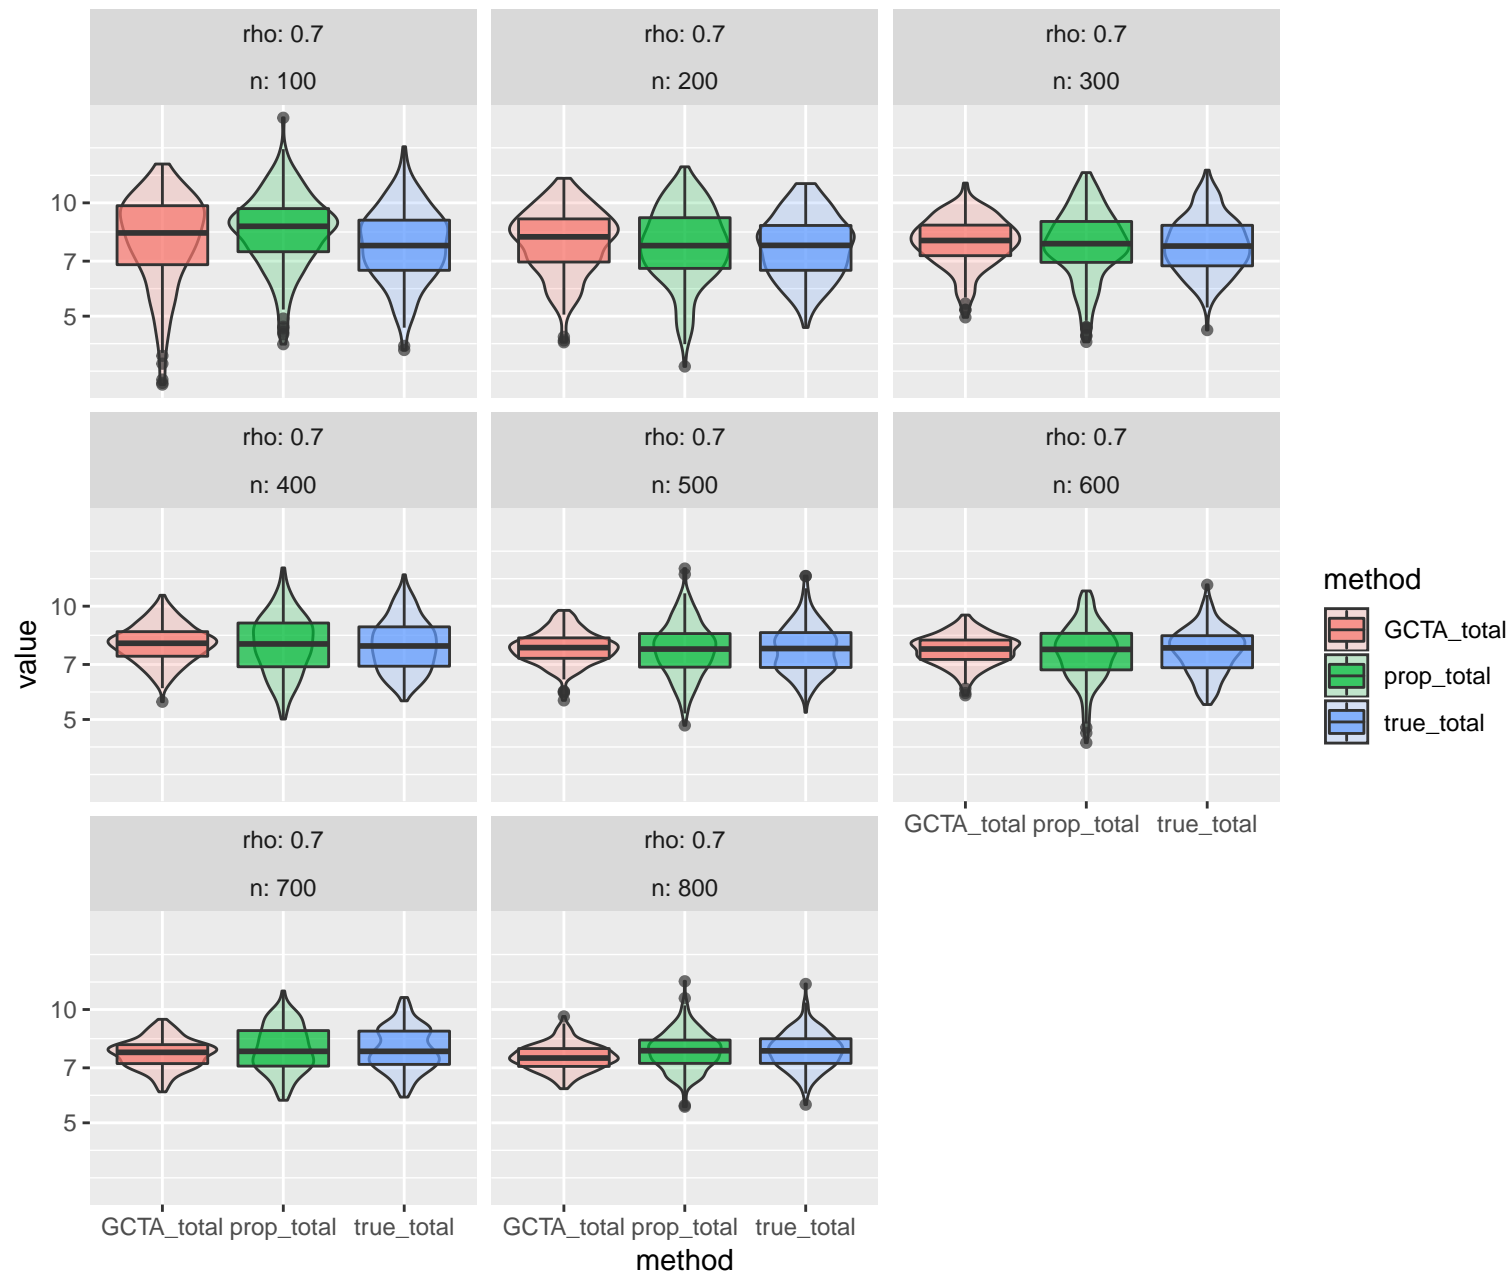 rho: 0.7
rho: 0.7
rho: 0.7
n: 100
n: 200
n: 300
10
7
5
rho: 0.7
rho: 0.7
rho: 0.7
n: 400
n: 500
n: 600
10
7
5
value
method
GCTA_total
prop_total
true_total
GCTA_total prop_total true_total
rho: 0.7
rho: 0.7
n: 700
n: 800
10
7
5
GCTA_total prop_total true_total
GCTA_total prop_total true_total
method